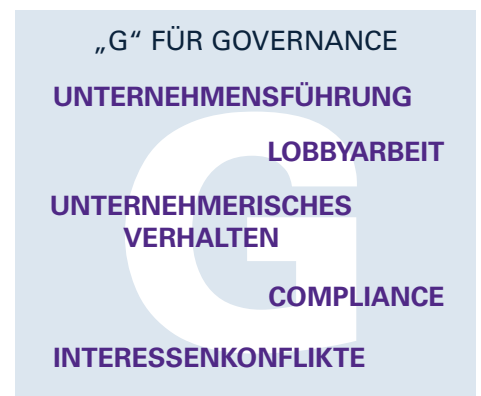 „G“ FÜR GOVERNANCE
UNTERNEHMENSFÜHRUNG
LOBBYARBEIT
UNTERNEHMERISCHES
VERHALTEN
COMPLIANCE
INTERESSENKONFLIKTE
G